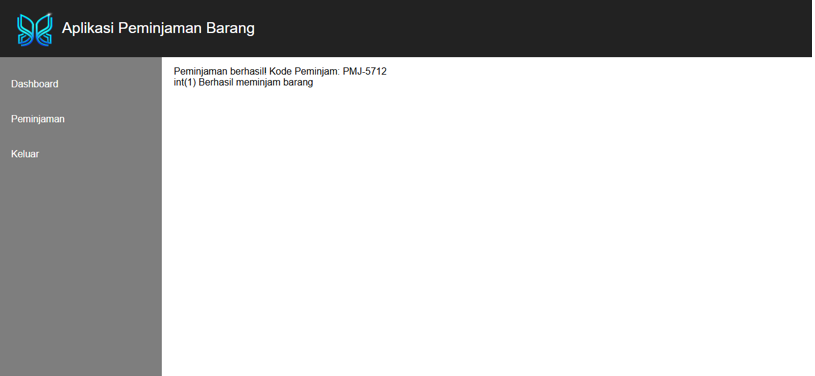 Aplikasi Peminjaman Barang
Dashboard
Peminjaman
Keluar
Peminjaman berhasil! Kode Peminjam: PMJ-5712
int(1) Berhasil meminjam barang